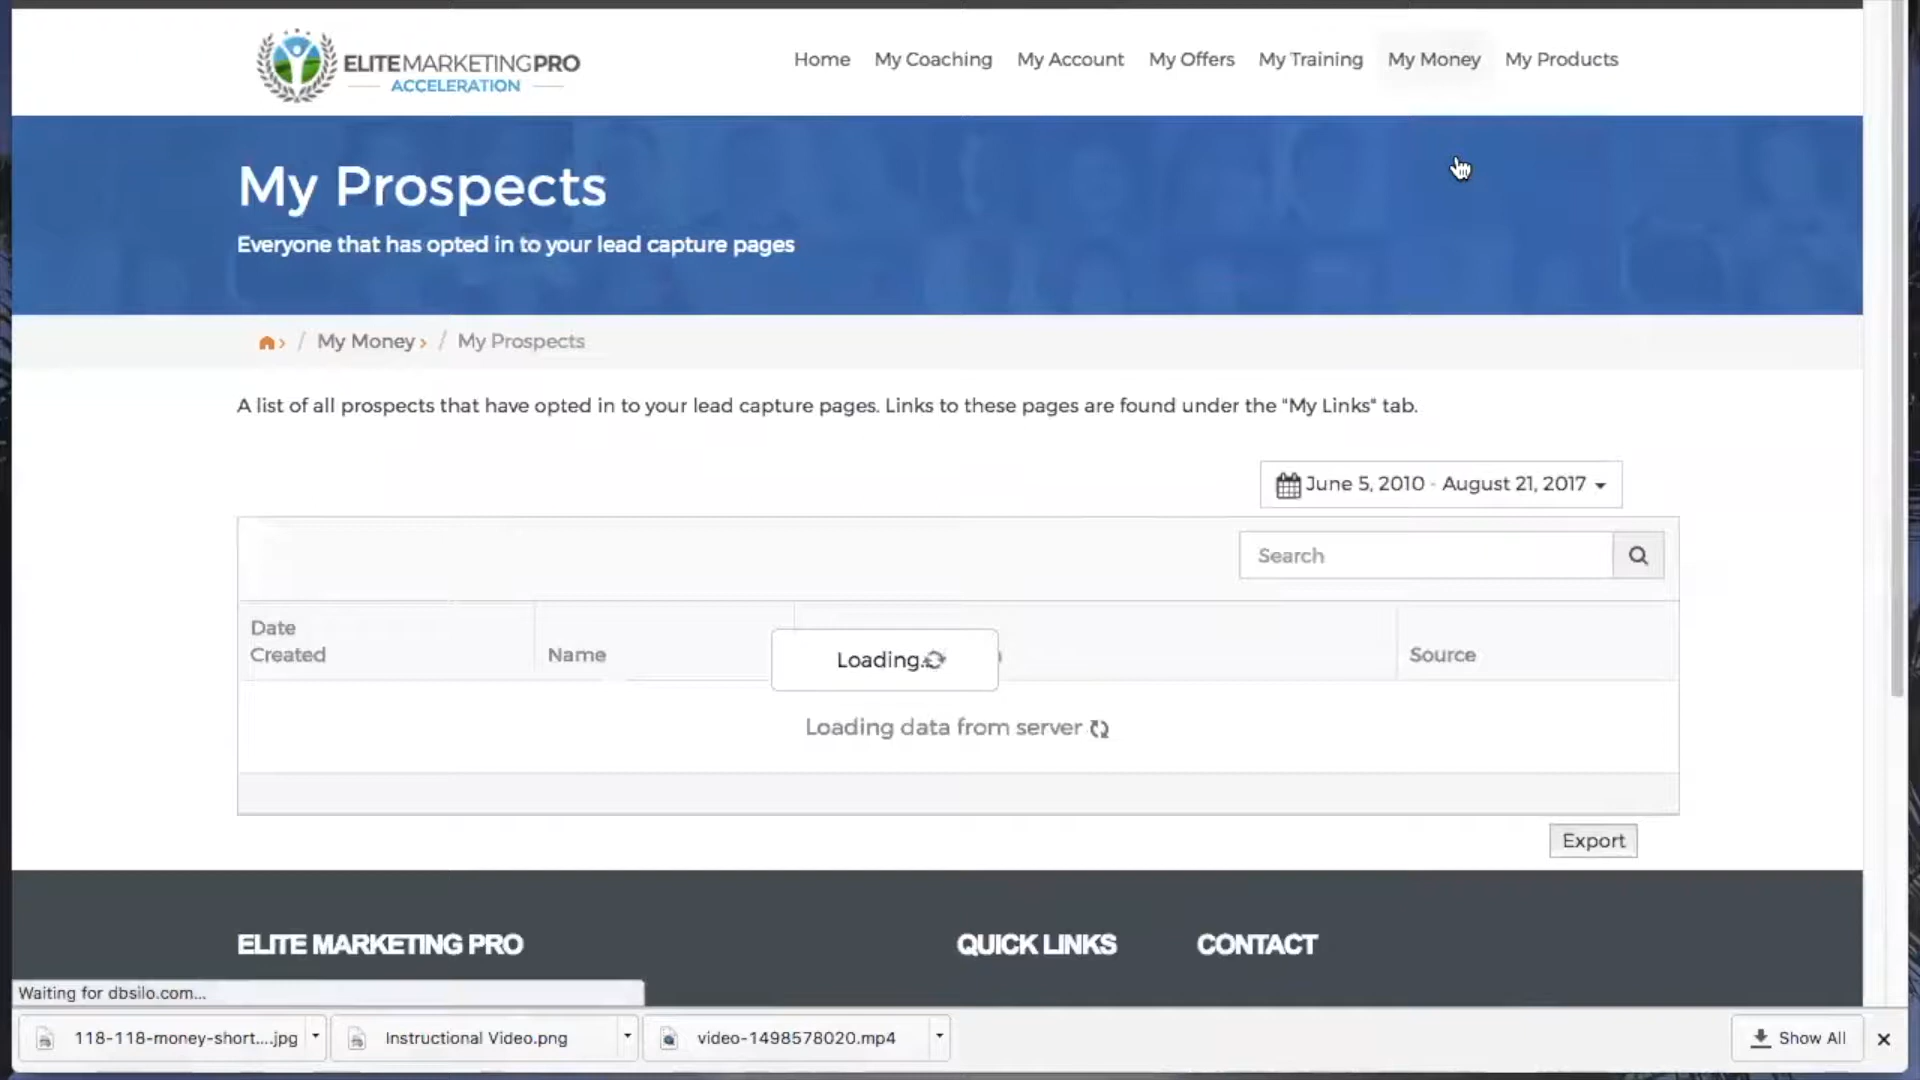 ELITEMARKETINGPRO
ACCELERATION
Home My Coaching My Account My Offers My Training My Money My Products
My Prospects
Everyone that has opted in to your lead capture pages
/ My Money › / My Prospects
A list of all prospects that have opted in to your lead capture pages. Links to these pages are found under the "My Links" tab.
June 5, 2010 - August 21, 2017
Search
Date
Created
Name
Source
Loading..
Loading data from server
Export
ELITE MARKETING PRO
QUICK LINKS
CONTACT
Waiting for dbsilo.com...
118-118-money-short....jpg
Instructional Video.png
video-1498578020.mp4
Show All